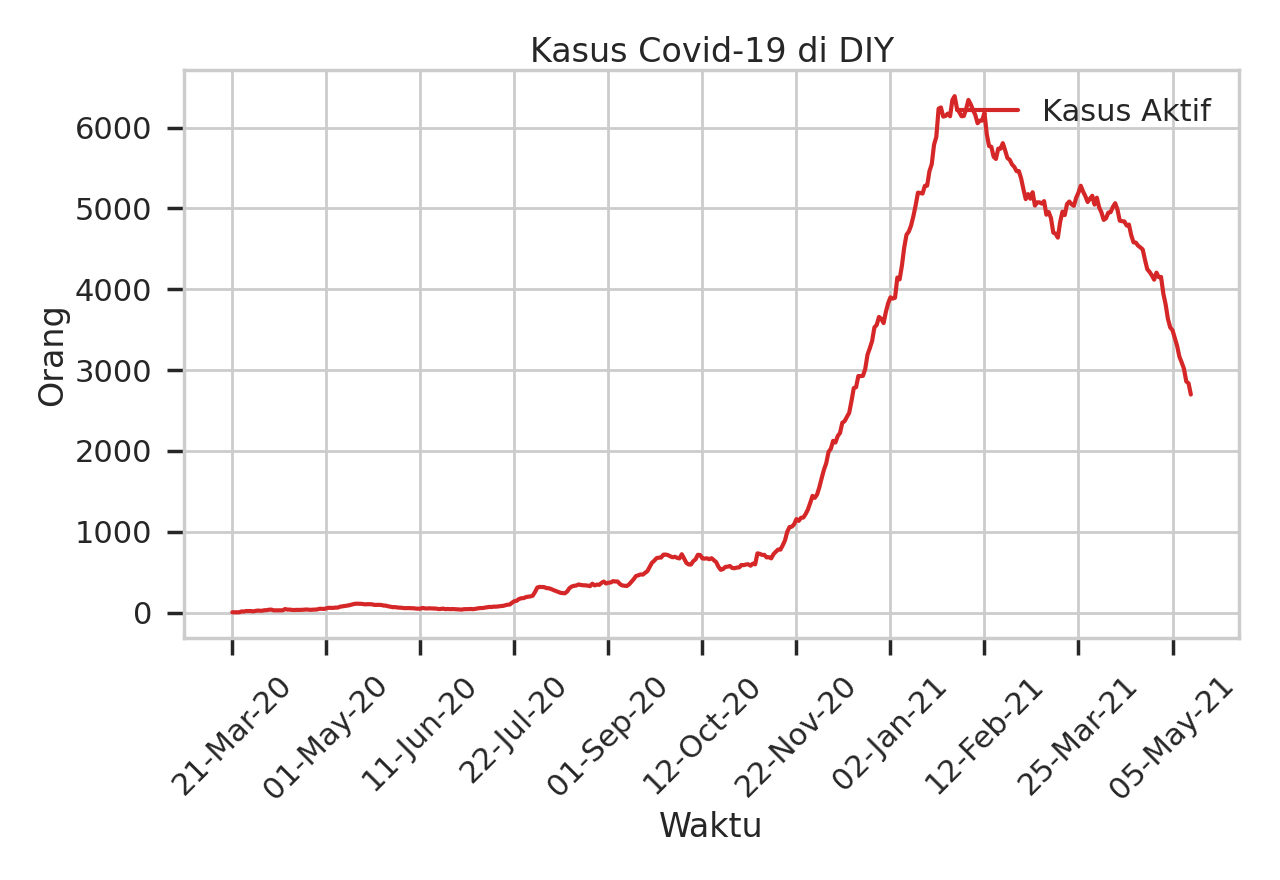 Kasus Covid-19 di DIY
Kasus Aktif
Orang
6000
5000
4000
3000
2000
1000
0
21-Mar-20
01-May-20
11-Jun-20
22-Jul-20
01-Sep-20
12-Oct-20
22-Nov-20
02-Jan-21
12-Feb-21
25-Mar-21
05-May-21
Waktu